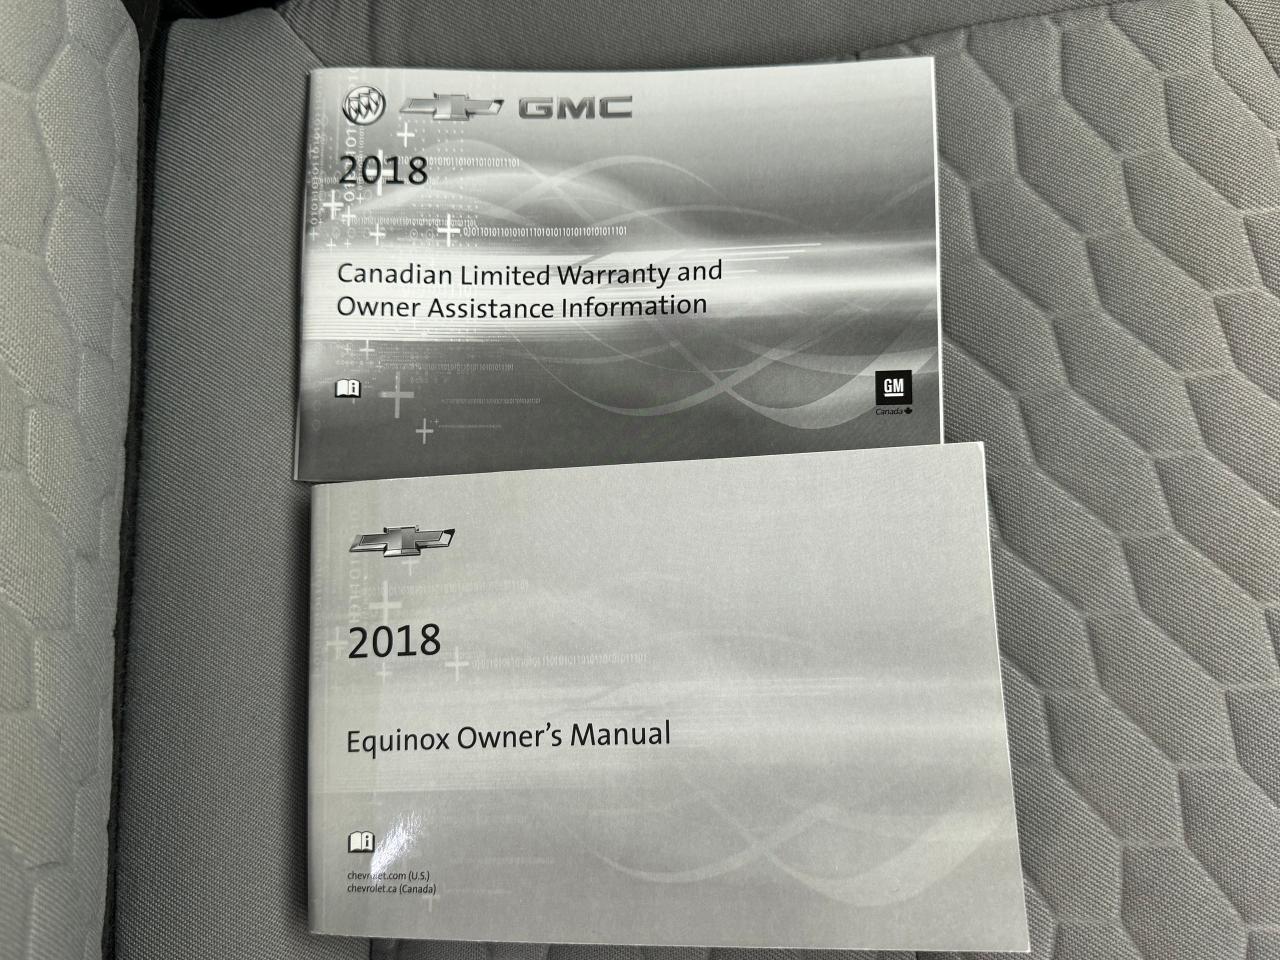 GMC
2018
Canadian Limited Warranty and
Owner Assistance Information
GM
Canada
2018
Equinox Owner's Manual
chevrolet.com (U.S.)
chevrolet.ca (Canada)